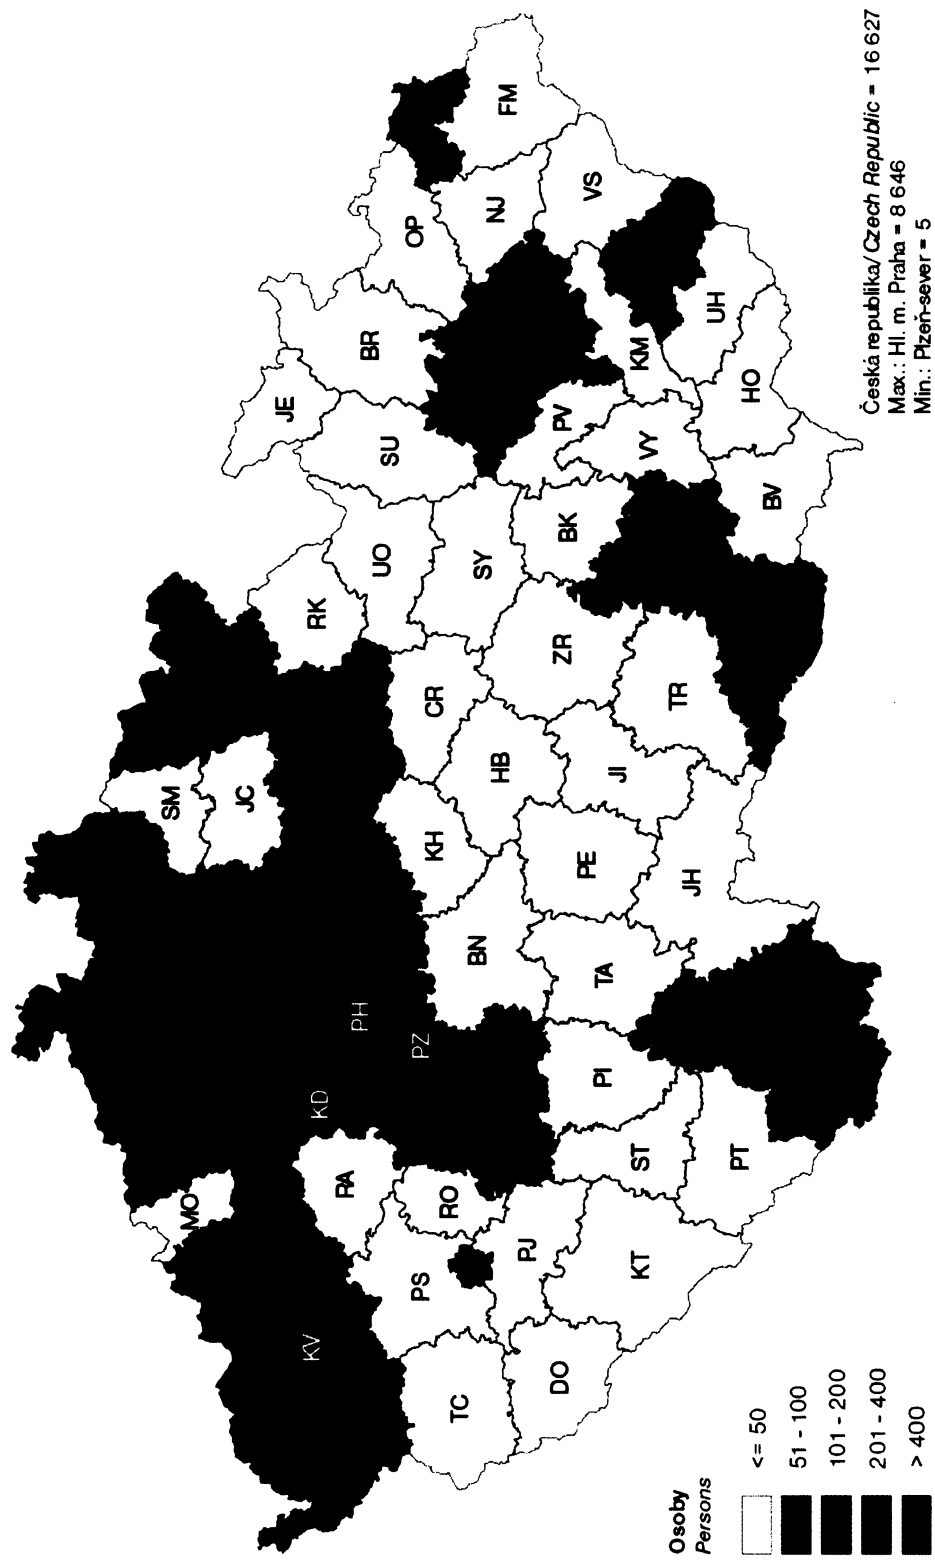 FM
OP
NJ
VS
BR
UH
JE
KM
HO
PV
SU
VY
BV
UO
BK
SY
RK
ZR
CR
TR
HB
JI
SM
JC
KH
PE
JH
BN
TA
PH
PZ
PI
KD
ST
PT
MO
RA
RO
PJ
KT
PS
KV
DO
TC
Česká republika/Czech Republic = 16 627
Max.: Hl. m. Praha = 8 646
Min.: Plzeň-sever = 5
Osoby
Persons
<= 50
51 - 100
101 - 200
201 - 400
> 400